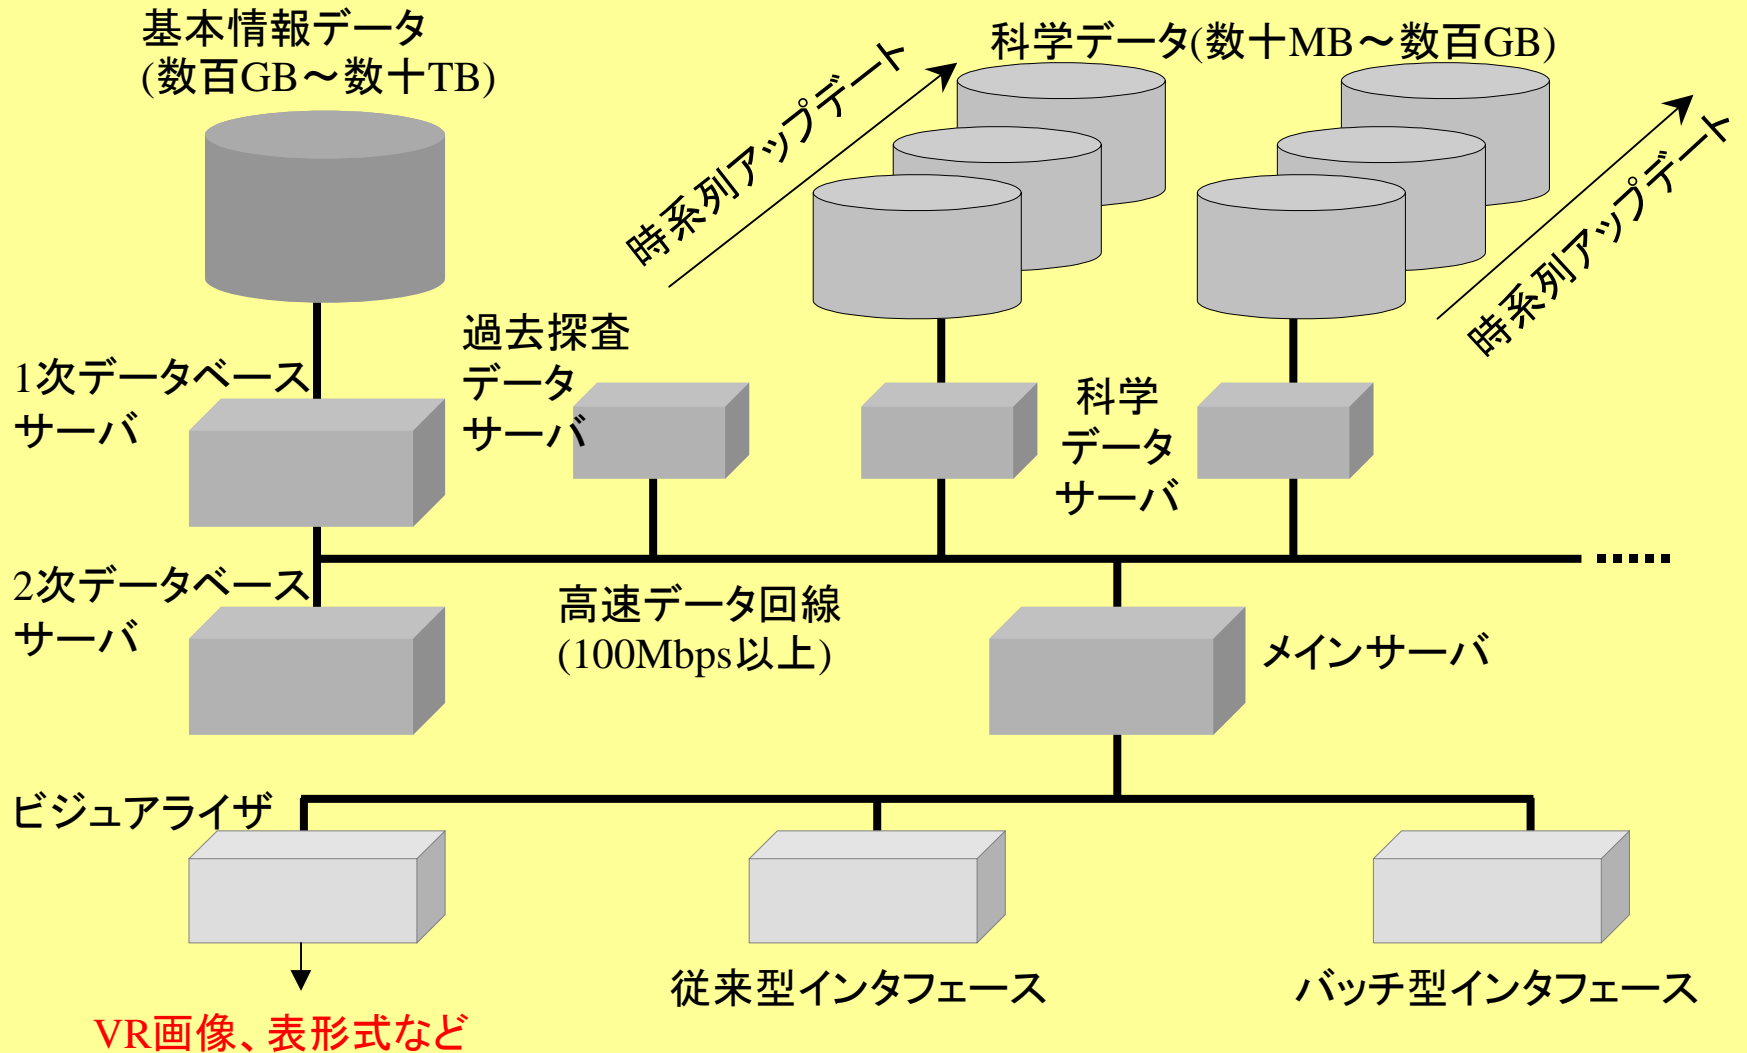 基本情報データ
(数百GB～数十TB)
科学データ(数十MB～数百GB)
時系列アップデート
時系列アップデート
過去探査
データ
サーバ
1次データベース
サーバ
科学
データ
サーバ
2次データベース
サーバ
高速データ回線
(100Mbps以上)
メインサーバ
ビジュアライザ
従来型インタフェース
バッチ型インタフェース
VR画像、表形式など